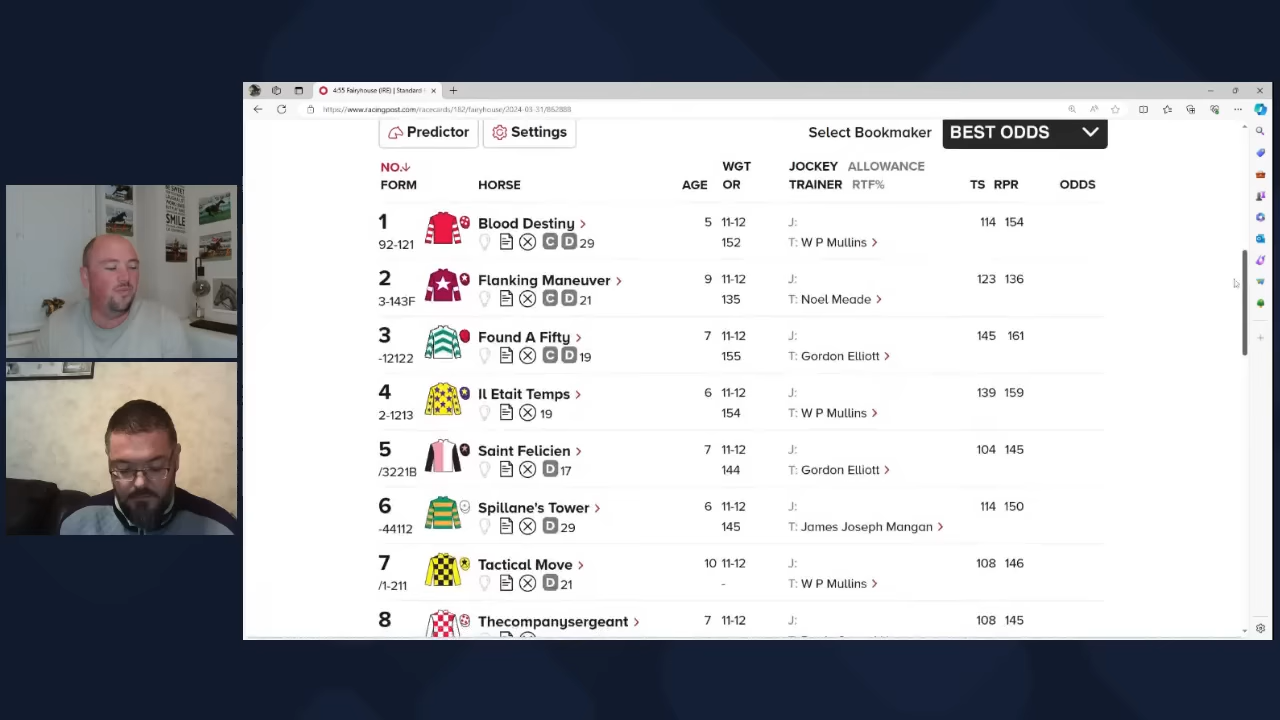 4:55 Fairyhouse (IRE) | Standard
https://www.racingpost.com/racecards/182/fairyhouse/2024-03-31/862888
Predictor Settings Select Bookmaker BEST ODDS
NO. WGT JOCKEY ALLOWANCE
FORM HORSE AGE OR TRAINER RTF% TS RPR ODDS
1 Blood Destiny 5 11-12 J: 114 154
92-121 C D 29 152 T: W P Mullins
2 Flanking Maneuver 9 11-12 J: 123 136
3-143F C D 21 135 T: Noel Meade
3 Found A Fifty 7 11-12 J: 145 161
-12122 C D 19 155 T: Gordon Elliott
4 Il Etait Temps 6 11-12 J: 139 159
2-1213 19 154 T: W P Mullins
5 Saint Felicien 7 11-12 J: 104 145
/3221B D 17 144 T: Gordon Elliott
6 Spillane's Tower 6 11-12 J: 114 150
-44112 D 29 145 T: James Joseph Mangan
7 Tactical Move 10 11-12 J: 108 146
/1-211 D 21 - T: W P Mullins
8 Thecompanysergeant 7 11-12 J: 108 145
SMILE